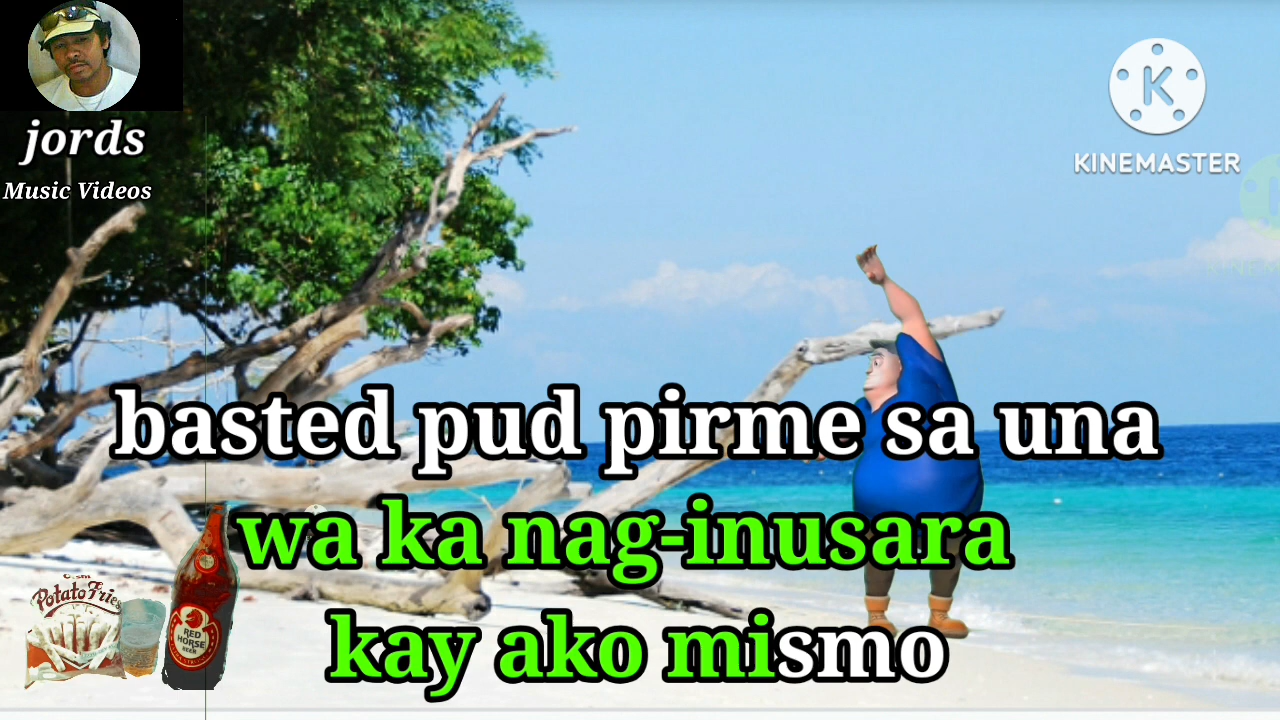 jords
Music Videos
KINEMASTER
basted pud pirme sa una
wa ka nag-inusara
kay ako mismo
Potato Fries
RED
HORSE
BEER